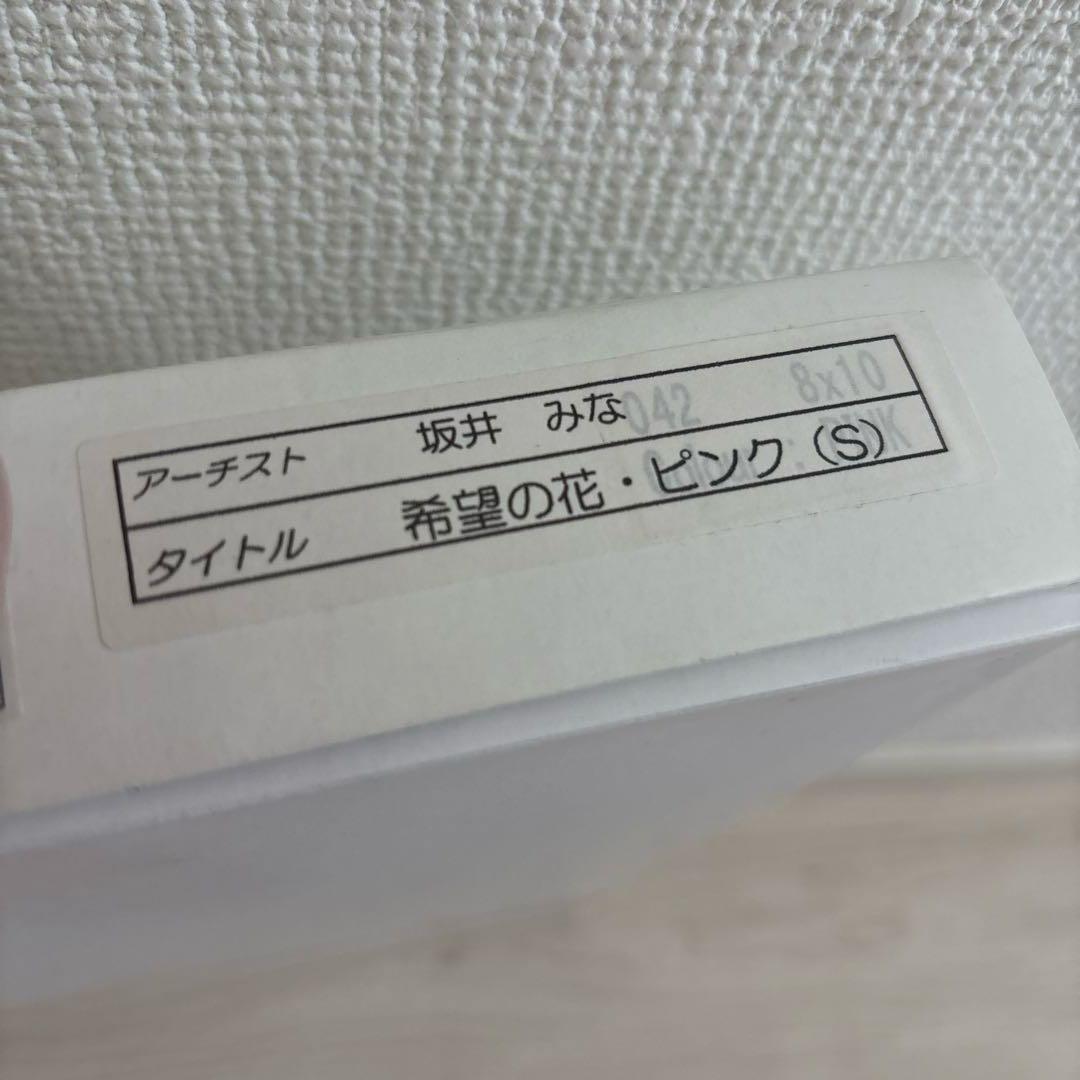 アーチスト 坂井 みな
タイトル 希望の花・ピンク(S)
042 8x10